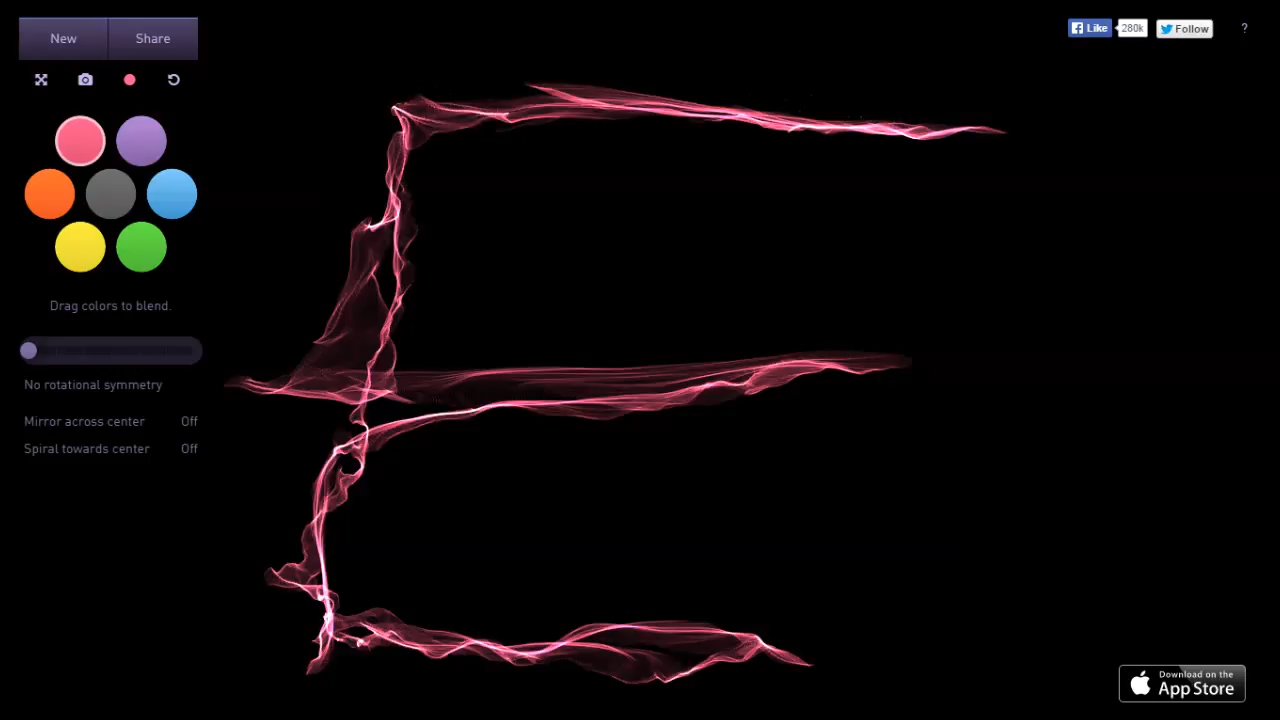 New Share
Like 280k Follow ?
E
Drag colors to blend.
No rotational symmetry
Mirror across center Off
Spiral towards center Off
Download on the
App Store